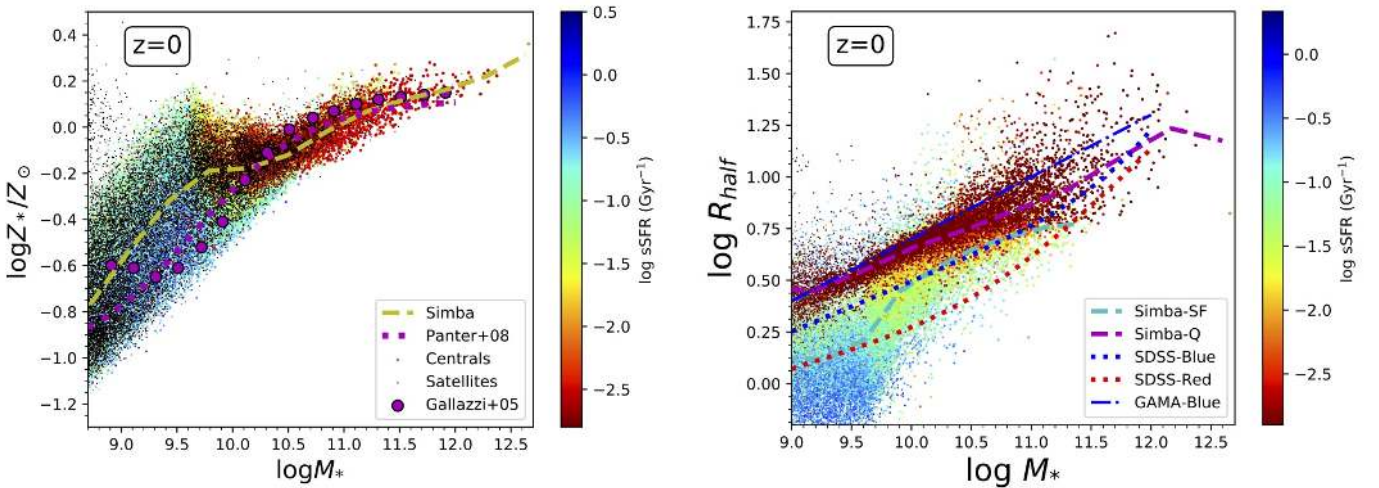 z=0
0.4
0.2
0.0
−0.2
−0.4
−0.6
−0.8
−1.0
−1.2
logZ*/Z⊙
9.0 9.5 10.0 10.5 11.0 11.5 12.0 12.5
logM*
Simba
Panter+08
Centrals
Satellites
Gallazzi+05
0.5
0.0
−0.5
−1.0
−1.5
−2.0
−2.5
log sSFR (Gyr⁻¹)
z=0
1.75
1.50
1.25
1.00
0.75
0.50
0.25
0.00
log R_half
9.0 9.5 10.0 10.5 11.0 11.5 12.0 12.5
log M*
Simba-SF
Simba-Q
SDSS-Blue
SDSS-Red
GAMA-Blue
0.0
−0.5
−1.0
−1.5
−2.0
−2.5
log sSFR (Gyr⁻¹)